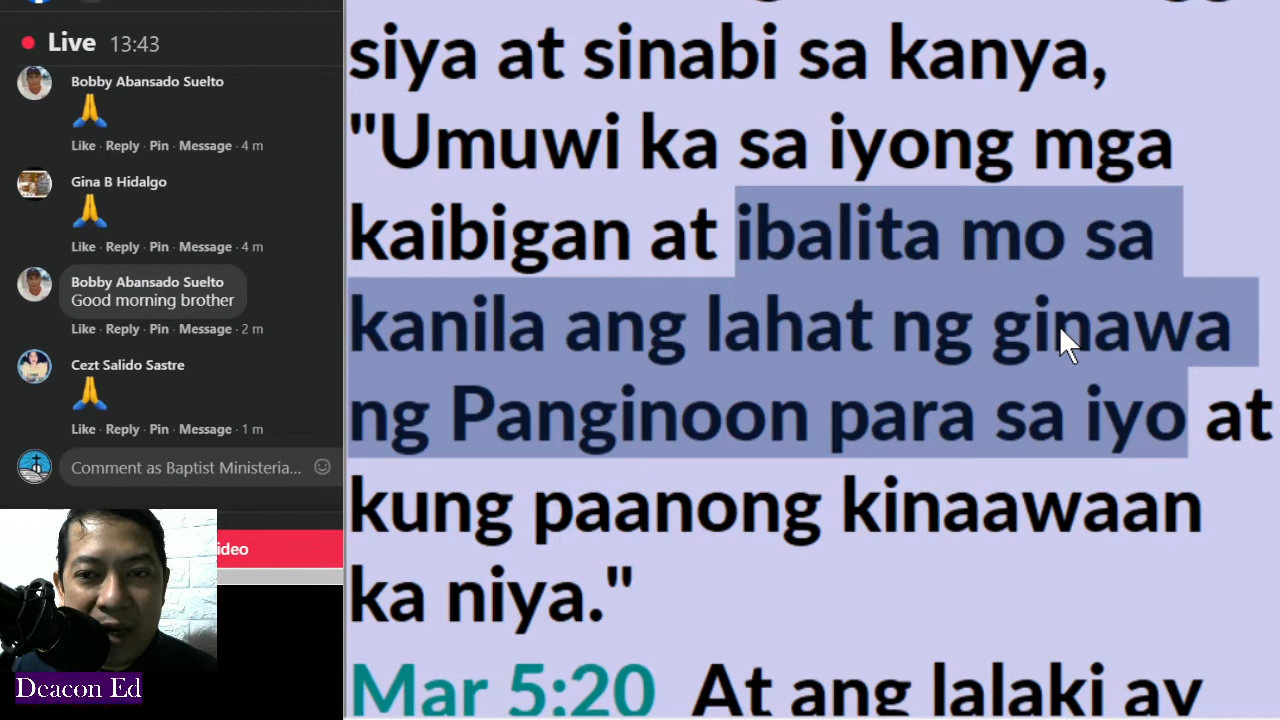 Live 13:43
Bobby Abansado Suelto
Like · Reply · Pin · Message · 4 m
Gina B Hidalgo
Like · Reply · Pin · Message · 4 m
Bobby Abansado Suelto
Good morning brother
Like · Reply · Pin · Message · 2 m
Cezt Salido Sastre
Like · Reply · Pin · Message · 1 m
Comment as Baptist Ministeria...
ideo
Deacon Ed
siya at sinabi sa kanya,
"Umuwi ka sa iyong mga
kaibigan at ibalita mo sa
kanila ang lahat ng ginawa
ng Panginoon para sa iyo at
kung paanong kinaawaan
ka niya."
Mar 5:20 At ang lalaki ay